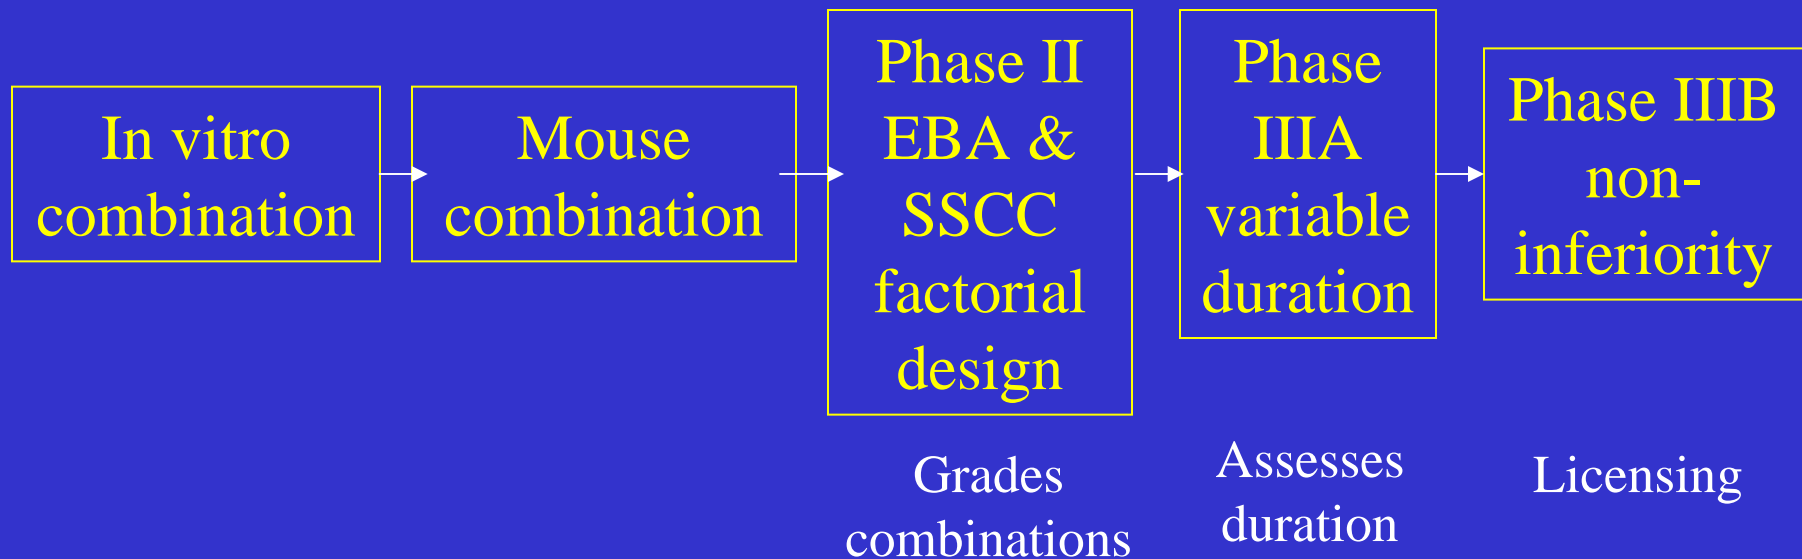 In vitro
combination
Mouse
combination
Phase II
EBA &
SSCC
factorial
design
Phase
IIIA
variable
duration
Phase IIIB
non-
inferiority
Grades
combinations
Assesses
duration
Licensing